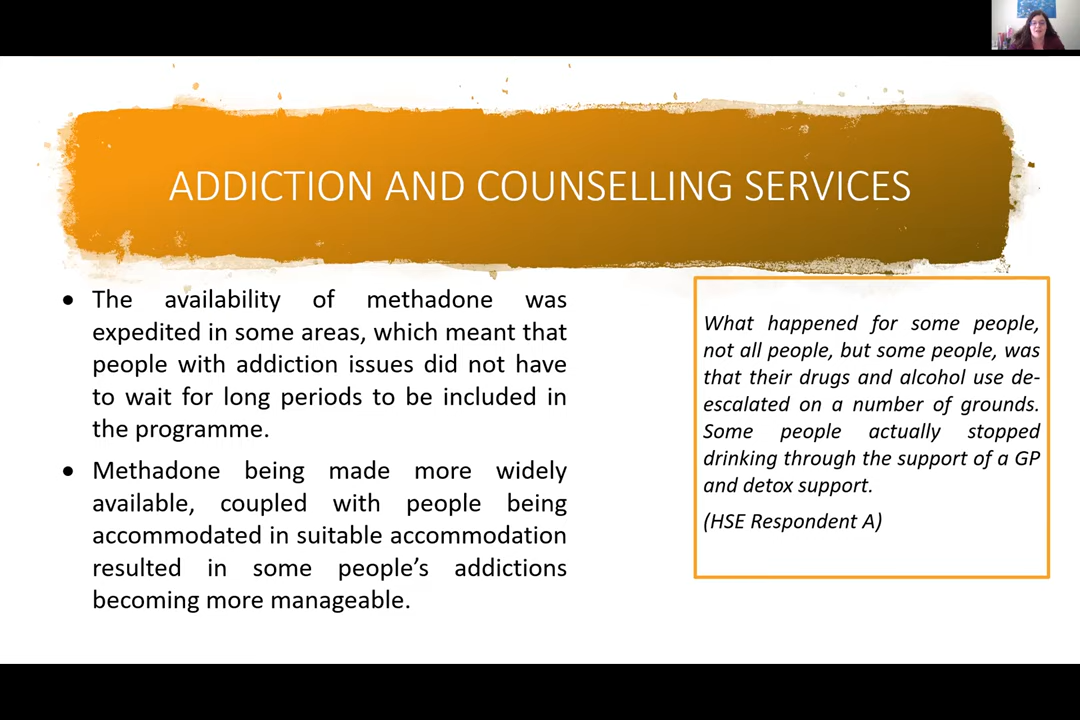 ADDICTION AND COUNSELLING SERVICES
• The availability of methadone was
expedited in some areas, which meant that
people with addiction issues did not have
to wait for long periods to be included in
the programme.
• Methadone being made more widely
available, coupled with people being
accommodated in suitable accommodation
resulted in some people’s addictions
becoming more manageable.
What happened for some people,
not all people, but some people, was
that their drugs and alcohol use de-
escalated on a number of grounds.
Some people actually stopped
drinking through the support of a GP
and detox support.
(HSE Respondent A)